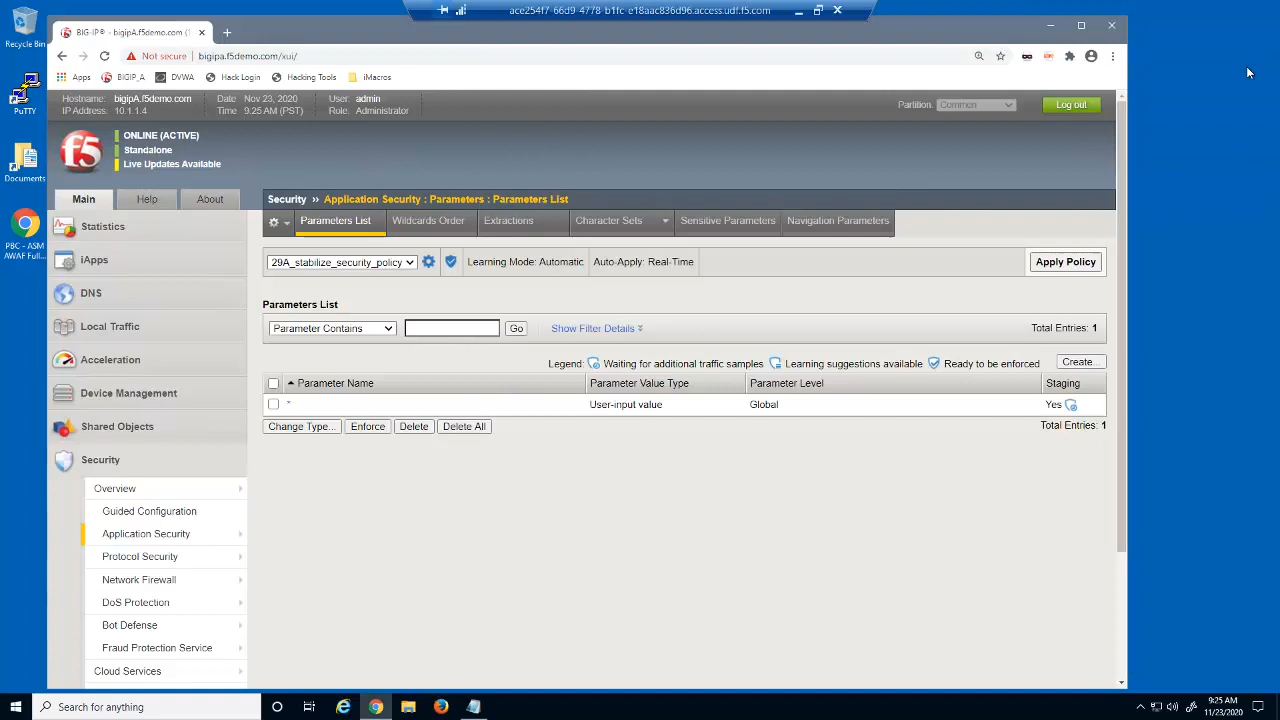 ace254f7-66d9-4778-b1fc-e18aac836d96.access.udf.f5.com
Recycle Bin
PuTTY
Documents
PBC - ASM
AWAF Full...
BIG-IP® - bigipa.f5demo.com (1
Not secure | bigipa.f5demo.com/xui/
Apps BIGIP_A DVWA Hack Login Hacking Tools iMacros
Hostname: bigipA.f5demo.com Date Nov 23, 2020 User: admin
IP Address: 10.1.1.4 Time 9:25 AM (PST) Role: Administrator
Partition: Common Log out
f5
ONLINE (ACTIVE)
Standalone
Live Updates Available
Main Help About
Security » Application Security : Parameters : Parameters List
Statistics
iApps
DNS
Local Traffic
Acceleration
Device Management
Shared Objects
Security
Overview
Guided Configuration
Application Security
Protocol Security
Network Firewall
DoS Protection
Bot Defense
Fraud Protection Service
Cloud Services
Parameters List Wildcards Order Extractions Character Sets Sensitive Parameters Navigation Parameters
29A_stabilize_security_policy Learning Mode: Automatic Auto-Apply: Real-Time Apply Policy
Parameters List
Parameter Contains Go Show Filter Details Total Entries: 1
Legend: Waiting for additional traffic samples Learning suggestions available Ready to be enforced Create...
Parameter Name Parameter Value Type Parameter Level Staging
* User-input value Global Yes
Change Type... Enforce Delete Delete All Total Entries: 1
Search for anything
9:25 AM
11/23/2020